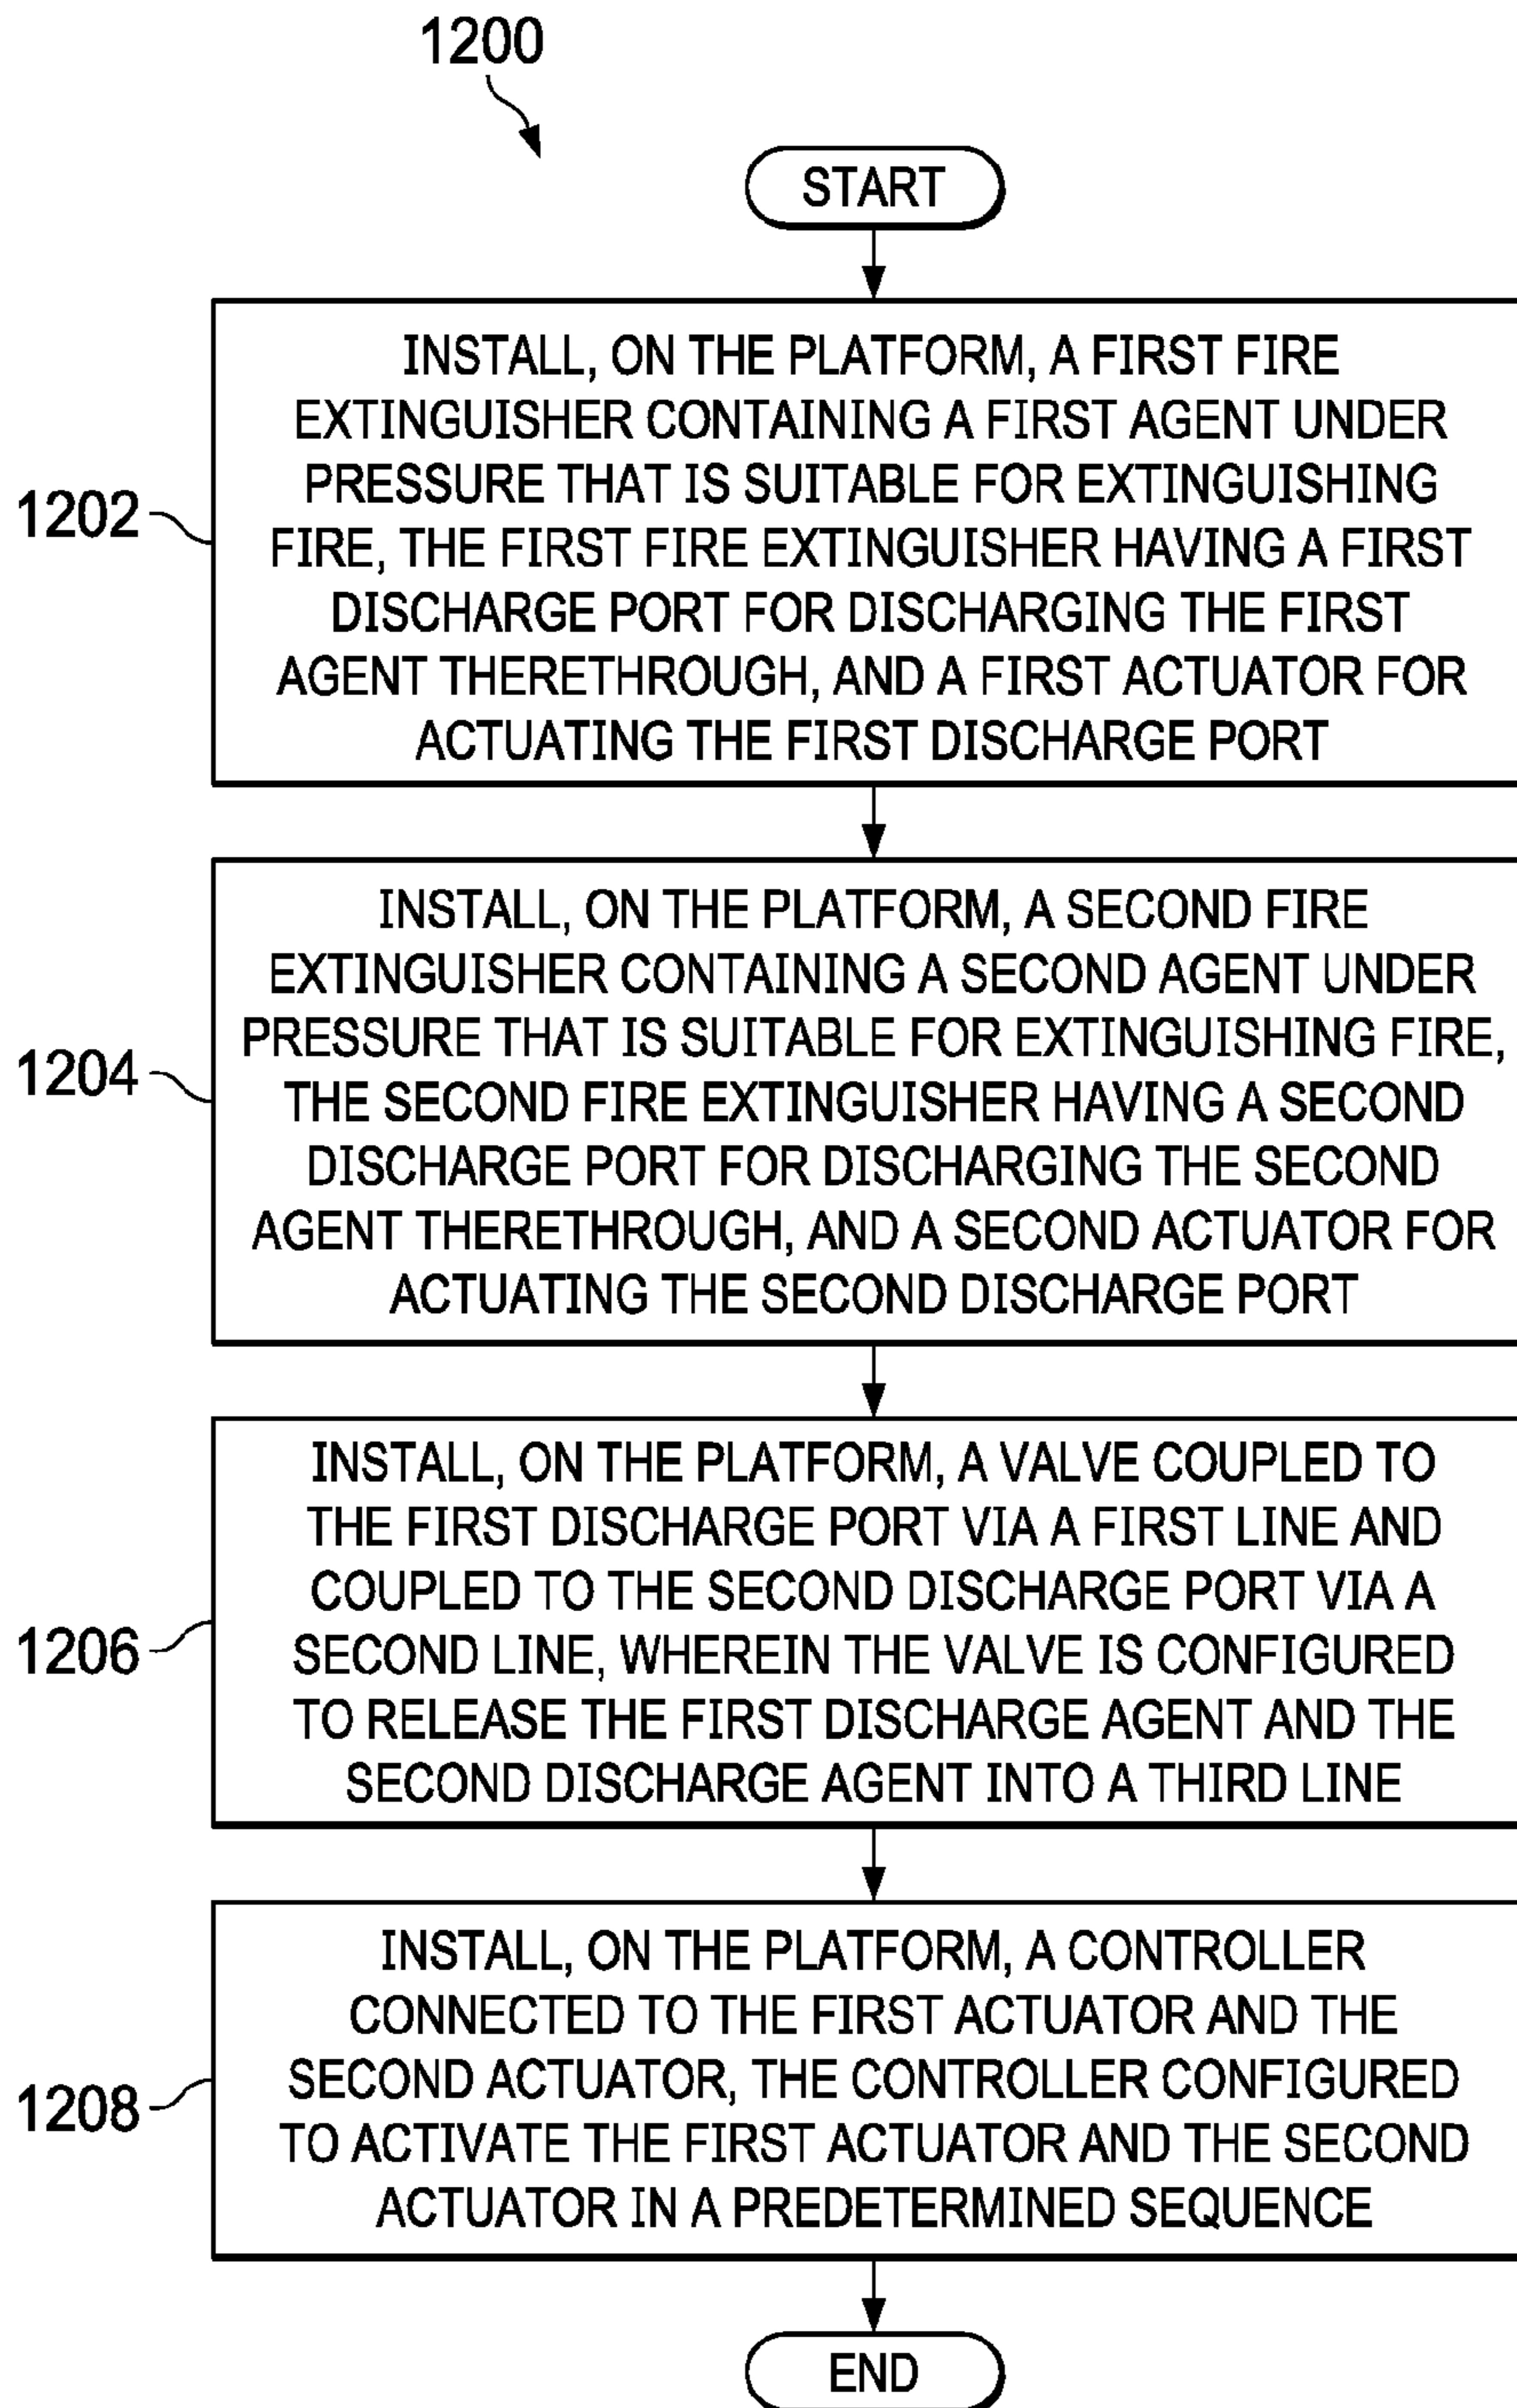 1200
START
INSTALL, ON THE PLATFORM, A FIRST FIRE
EXTINGUISHER CONTAINING A FIRST AGENT UNDER
PRESSURE THAT IS SUITABLE FOR EXTINGUISHING
FIRE, THE FIRST FIRE EXTINGUISHER HAVING A FIRST
DISCHARGE PORT FOR DISCHARGING THE FIRST
AGENT THERETHROUGH, AND A FIRST ACTUATOR FOR
ACTUATING THE FIRST DISCHARGE PORT
1202
INSTALL, ON THE PLATFORM, A SECOND FIRE
EXTINGUISHER CONTAINING A SECOND AGENT UNDER
PRESSURE THAT IS SUITABLE FOR EXTINGUISHING FIRE,
THE SECOND FIRE EXTINGUISHER HAVING A SECOND
DISCHARGE PORT FOR DISCHARGING THE SECOND
AGENT THERETHROUGH, AND A SECOND ACTUATOR FOR
ACTUATING THE SECOND DISCHARGE PORT
1204
INSTALL, ON THE PLATFORM, A VALVE COUPLED TO
THE FIRST DISCHARGE PORT VIA A FIRST LINE AND
COUPLED TO THE SECOND DISCHARGE PORT VIA A
SECOND LINE, WHEREIN THE VALVE IS CONFIGURED
TO RELEASE THE FIRST DISCHARGE AGENT AND THE
SECOND DISCHARGE AGENT INTO A THIRD LINE
1206
INSTALL, ON THE PLATFORM, A CONTROLLER
CONNECTED TO THE FIRST ACTUATOR AND THE
SECOND ACTUATOR, THE CONTROLLER CONFIGURED
TO ACTIVATE THE FIRST ACTUATOR AND THE SECOND
ACTUATOR IN A PREDETERMINED SEQUENCE
1208
END